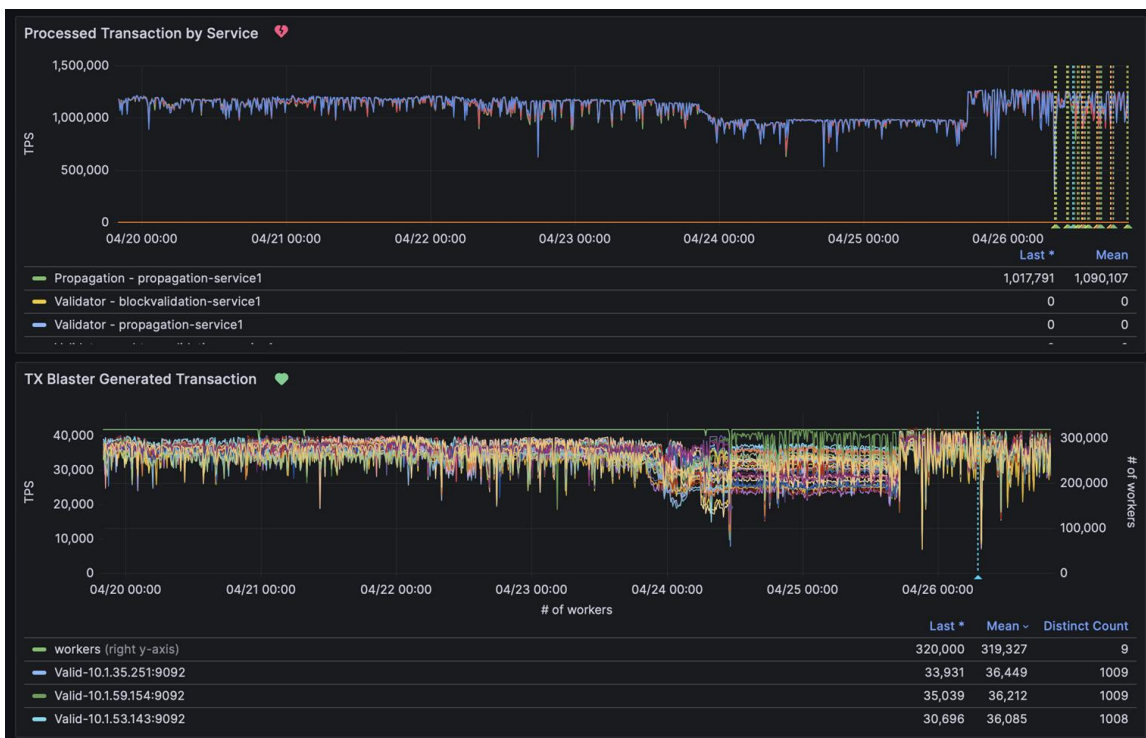 Processed Transaction by Service
1,500,000
1,000,000
500,000
0
TPS
04/20 00:00 04/21 00:00 04/22 00:00 04/23 00:00 04/24 00:00 04/25 00:00 04/26 00:00
Last * Mean
Propagation - propagation-service1 1,017,791 1,090,107
Validator - blockvalidation-service1 0 0
Validator - propagation-service1 0 0
TX Blaster Generated Transaction
40,000
30,000
20,000
10,000
0
TPS
300,000
200,000
100,000
0
# of workers
04/20 00:00 04/21 00:00 04/22 00:00 04/23 00:00 04/24 00:00 04/25 00:00 04/26 00:00
# of workers
Last * Mean Distinct Count
workers (right y-axis) 320,000 319,327 9
Valid-10.1.35.251:9092 33,931 36,449 1009
Valid-10.1.59.154:9092 35,039 36,212 1009
Valid-10.1.53.143:9092 30,696 36,085 1008